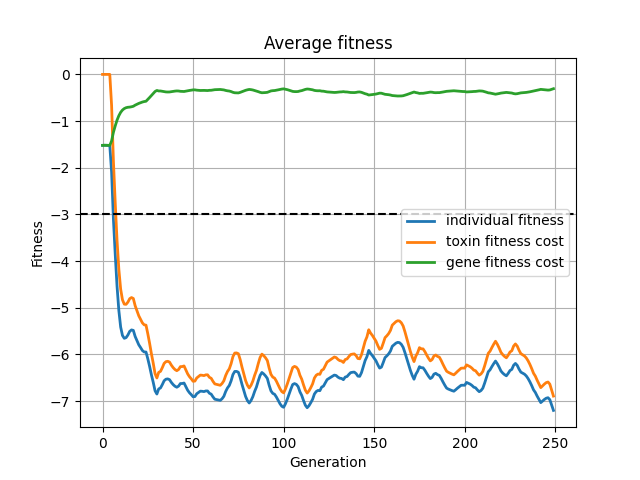 Average fitness
Fitness
0
−1
−2
−3
−4
−5
−6
−7
individual fitness
toxin fitness cost
gene fitness cost
0
50
100
150
200
250
Generation